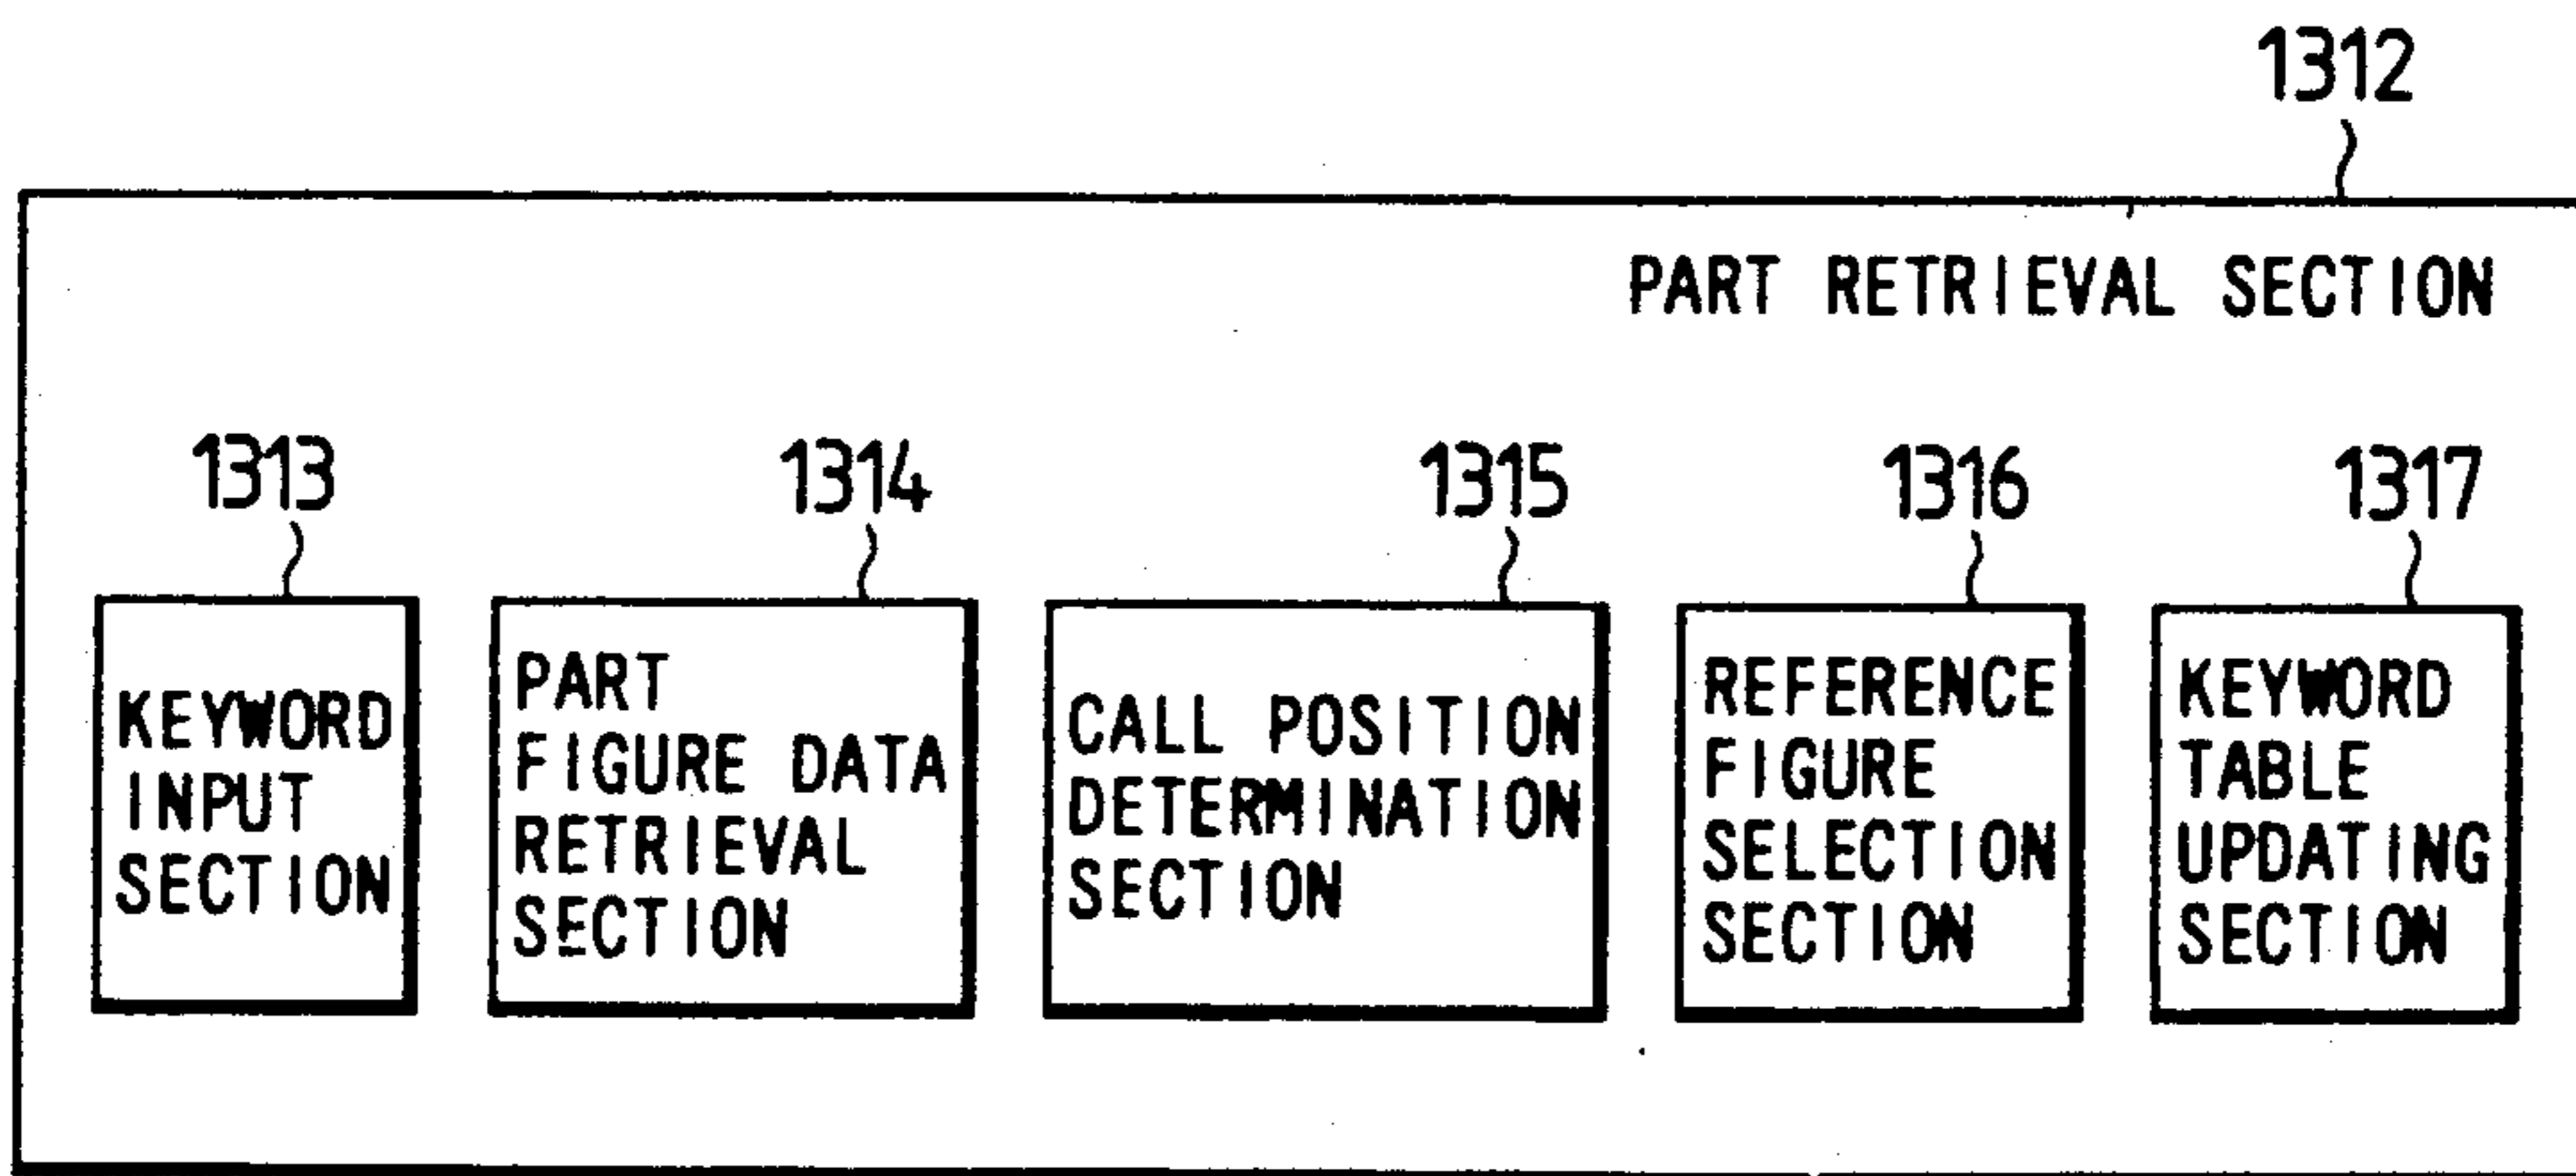 1312
PART RETRIEVAL SECTION
1313
1314
1315
1316
1317
KEYWORD
INPUT
SECTION
PART
FIGURE DATA
RETRIEVAL
SECTION
CALL POSITION
DETERMINATION
SECTION
REFERENCE
FIGURE
SELECTION
SECTION
KEYWORD
TABLE
UPDATING
SECTION